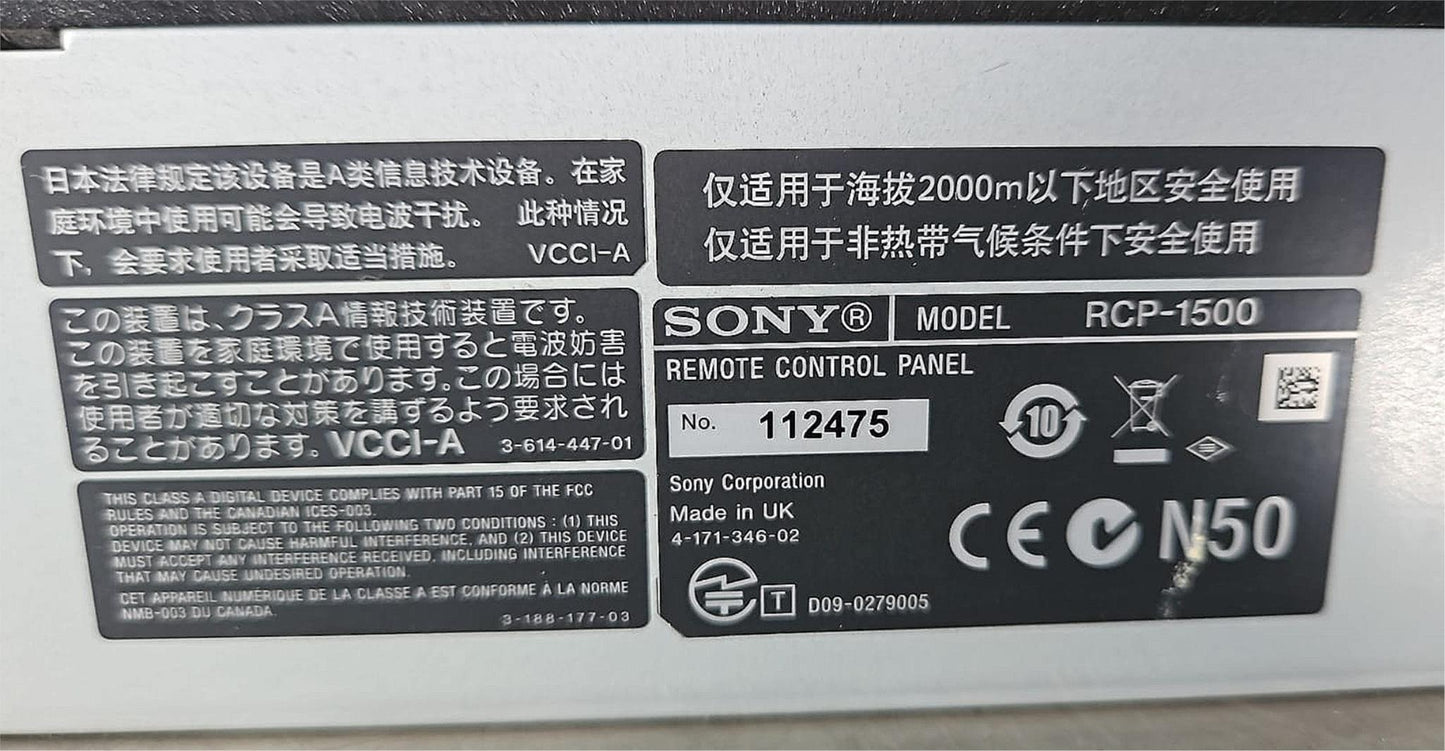 日本法律规定该设备是A类信息技术设备。在家
庭环境中使用可能会导致电波干扰。 此种情况
下，会要求使用者采取适当措施。 VCCI-A
仅适用于海拔2000m以下地区安全使用
仅适用于非热带气候条件下安全使用
この装置は、クラスA情報技術装置です。
この装置を家庭環境で使用すると電波妨害
を引き起こすことがあります。この場合には
使用者が適切な対策を講ずるよう要求され
ることがあります。VCCI-A 3-614-447-01
SONY® MODEL RCP-1500
REMOTE CONTROL PANEL
No. 112475
10
Sony Corporation
Made in UK
4-171-346-02
CE N50
T D09-0279005
THIS CLASS A DIGITAL DEVICE COMPLIES WITH PART 15 OF THE FCC
RULES AND THE CANADIAN ICES-003.
OPERATION IS SUBJECT TO THE FOLLOWING TWO CONDITIONS : (1) THIS
DEVICE MAY NOT CAUSE HARMFUL INTERFERENCE, AND (2) THIS DEVICE
MUST ACCEPT ANY INTERFERENCE RECEIVED, INCLUDING INTERFERENCE
THAT MAY CAUSE UNDESIRED OPERATION.
CET APPAREIL NUMÉRIQUE DE LA CLASSE A EST CONFORME À LA NORME
NMB-003 DU CANADA.
3-188-177-03